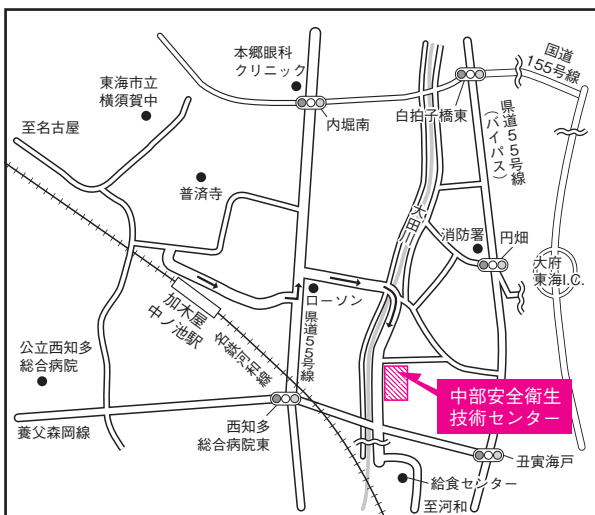 本郷眼科
クリニック
国道
155号線
東海市立
横須賀中
至名古屋
内堀南
白拍子橋東
県道55号線
(バイパス)
普済寺
大田川
消防署
円畑
大府
東海I.C.
ローソン
加木屋
中ノ池駅
名鉄河和線
県道55号線
公立西知多
総合病院
中部安全衛生
技術センター
養父森岡線
西知多
総合病院東
丑寅海戸
給食センター
至河和